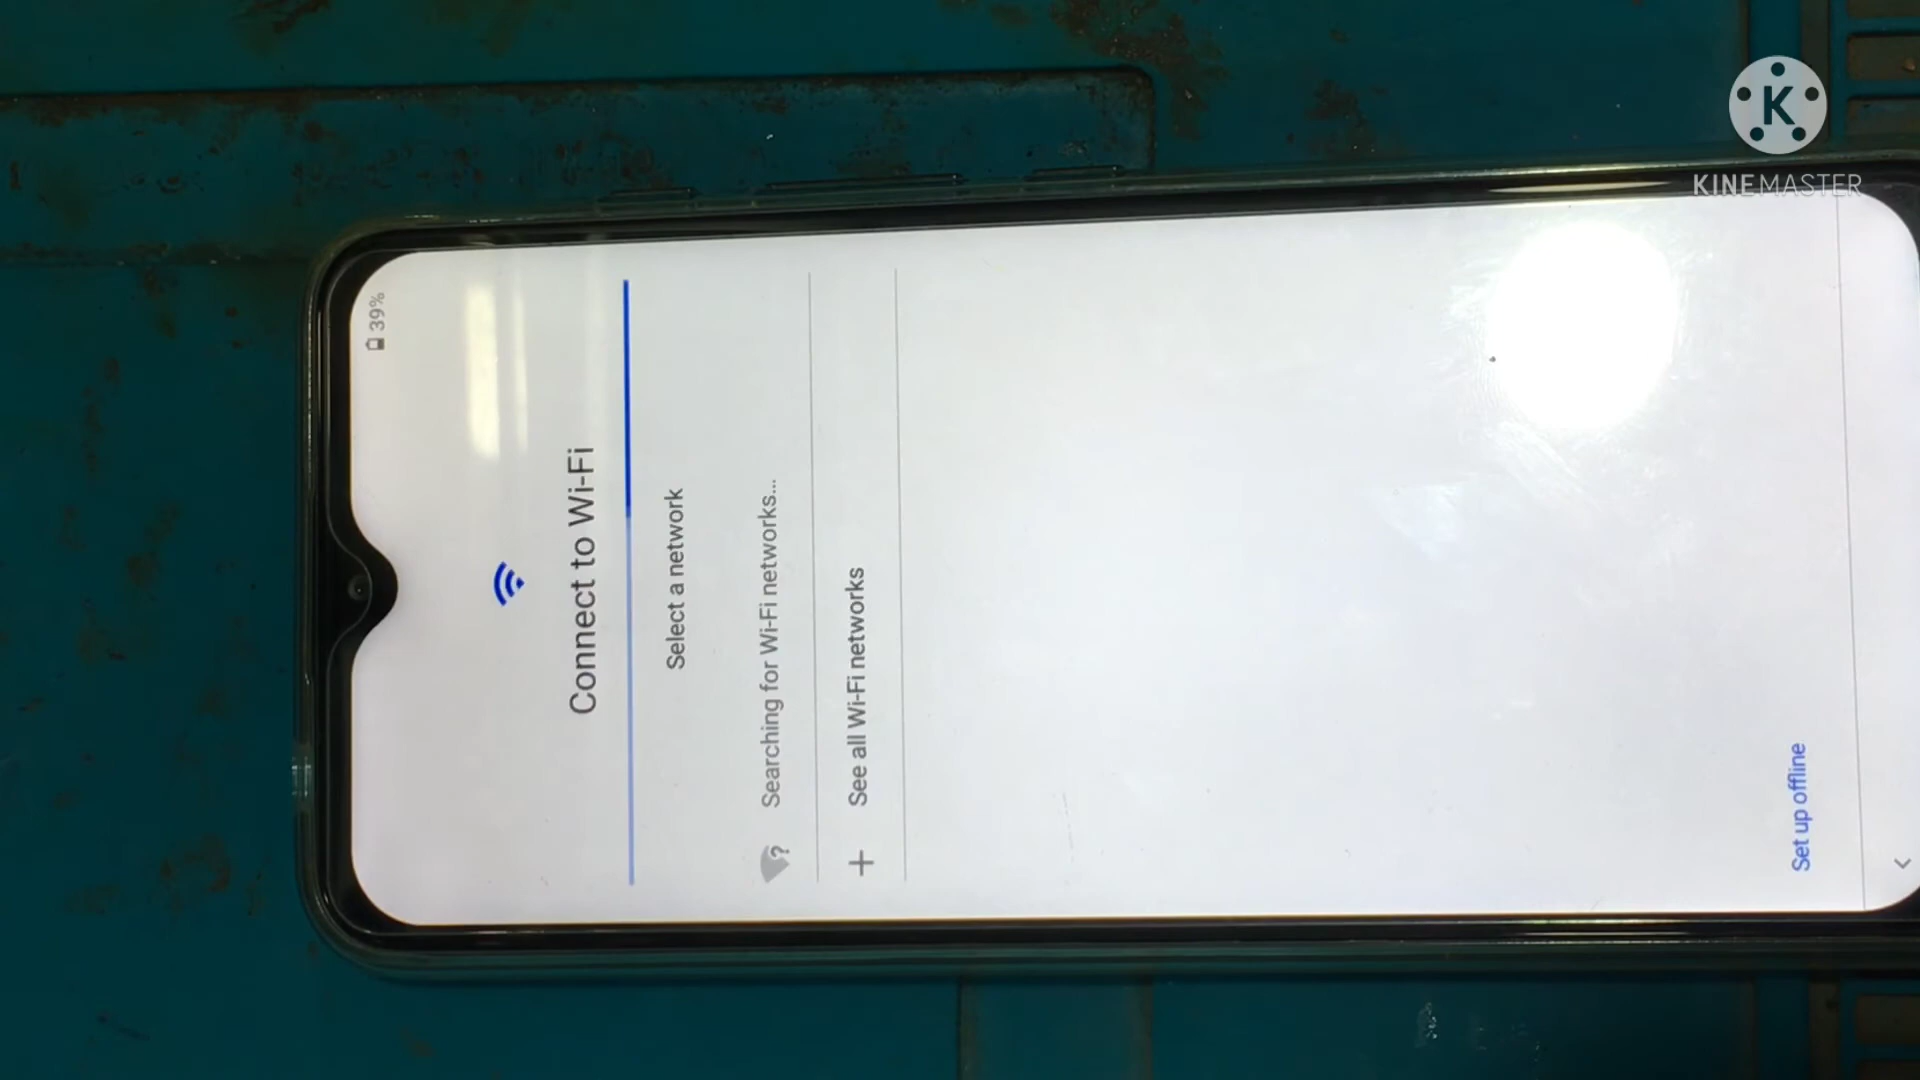 39%
Connect to Wi-Fi
Select a network
Searching for Wi-Fi networks...
See all Wi-Fi networks
Set up offline
K
KINEMASTER